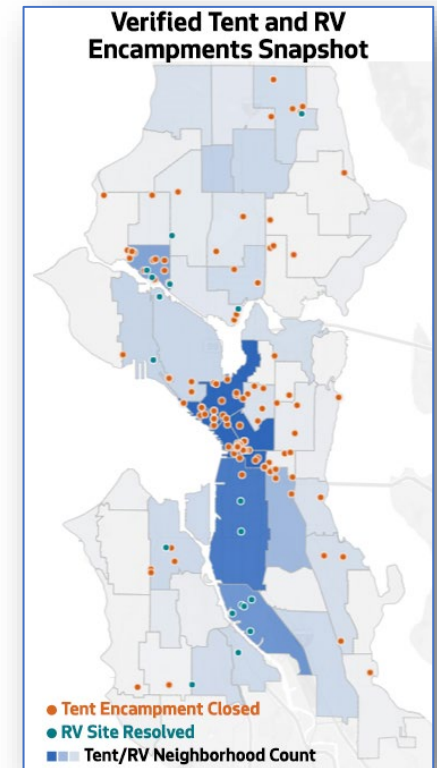 Verified Tent and RV
Encampments Snapshot
Tent Encampment Closed
RV Site Resolved
Tent/RV Neighborhood Count